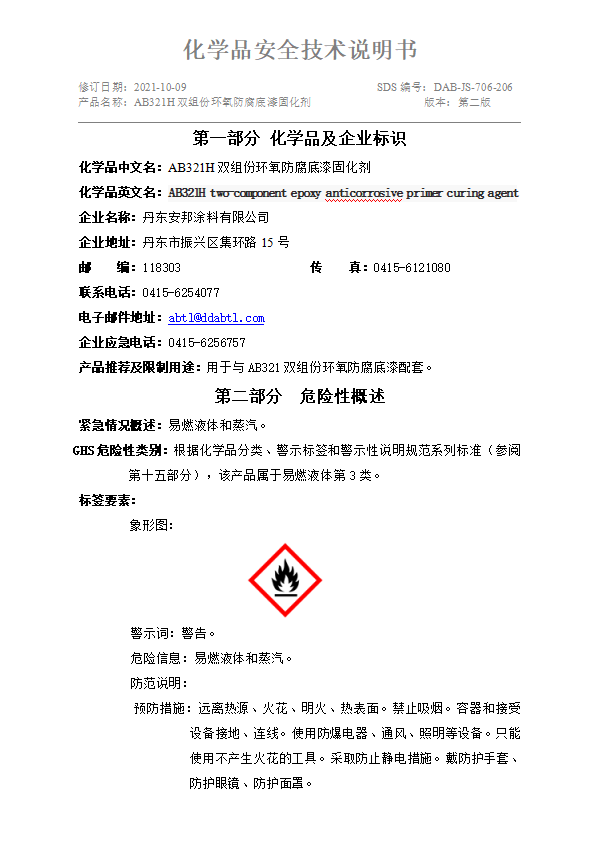 化学品安全技术说明书
修订日期：2021-10-09 SDS 编号：DAB-JS-706-206
产品名称：AB321H 双组份环氧防腐底漆固化剂 版本：第二版
第一部分 化学品及企业标识
化学品中文名：AB321H 双组份环氧防腐底漆固化剂
化学品英文名：AB321H two-component epoxy anticorrosive primer curing agent
企业名称：丹东安邦涂料有限公司
企业地址：丹东市振兴区集环路 15 号
邮 编：118303 传 真：0415-6121080
联系电话：0415-6254077
电子邮件地址：abtl@ddabtl.com
企业应急电话：0415-6256757
产品推荐及限制用途：用于与 AB321 双组份环氧防腐底漆配套。
第二部分 危险性概述
紧急情况概述：易燃液体和蒸汽。
GHS 危险性类别：根据化学品分类、警示标签和警示性说明规范系列标准（参阅
第十五部分），该产品属于易燃液体第 3 类。
标签要素：
象形图：
警示词：警告。
危险信息：易燃液体和蒸汽。
防范说明：
预防措施：远离热源、火花、明火、热表面。禁止吸烟。容器和接受
设备接地、连线。使用防爆电器、通风、照明等设备。只能
使用不产生火花的工具。采取防止静电措施。戴防护手套、
防护眼镜、防护面罩。